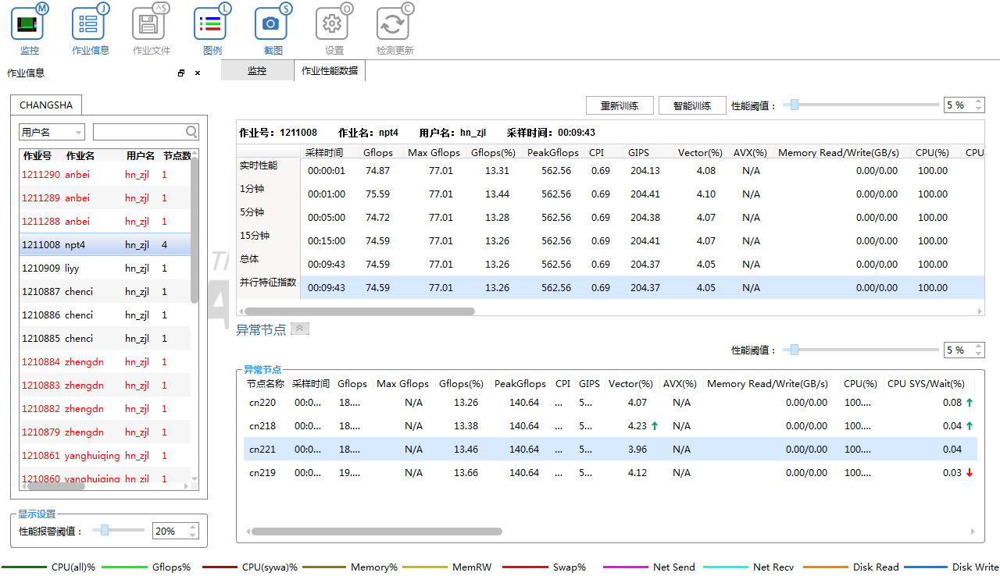 M J ^S L S O C
监控 作业信息 作业文件 图例 截图 设置 检测更新
作业信息
监控 作业性能数据
CHANGSHA
用户名
作业号 作业名 用户名 节点数
1211290 anbei hn_zjl 1
1211289 anbei hn_zjl 1
1211288 anbei hn_zjl 1
1211008 npt4 hn_zjl 4
1210909 liyy hn_zjl 1
1210887 chenci hn_zjl 1
1210886 chenci hn_zjl 1
1210885 chenci hn_zjl 1
1210884 zhengdn hn_zjl 1
1210883 zhengdn hn_zjl 1
1210882 zhengdn hn_zjl 1
1210879 zhengdn hn_zjl 1
1210861 yanghuiqing hn_zjl 1
1210860 yanghuiqing hn_zjl 1
显示设置
性能报警阈值： 20%
重新训练 智能训练 性能阈值： 5 %
作业号：1211008 作业名：npt4 用户名：hn_zjl 采样时间：00:09:43
采样时间 Gflops Max Gflops Gflops(%) PeakGflops CPI GIPS Vector(%) AVX(%) Memory Read/Write(GB/s) CPU(%) CPU
实时性能 00:00:01 74.87 77.01 13.31 562.56 0.69 204.13 4.08 N/A 0.00/0.00 100.00
1分钟 00:01:00 75.59 77.01 13.44 562.56 0.69 204.41 4.10 N/A 0.00/0.00 100.00
5分钟 00:05:00 74.72 77.01 13.28 562.56 0.69 204.38 4.07 N/A 0.00/0.00 100.00
15分钟 00:15:00 74.59 77.01 13.26 562.56 0.69 204.41 4.07 N/A 0.00/0.00 100.00
总体 00:09:43 74.59 77.01 13.26 562.56 0.69 204.37 4.05 N/A 0.00/0.00 100.00
并行特征指数 00:09:43 74.59 77.01 13.26 562.56 0.69 204.37 4.05 N/A 0.00/0.00 100.00
异常节点
性能阈值： 5 %
异常节点
节点名称 采样时间 Gflops Max Gflops Gflops(%) PeakGflops CPI GIPS Vector(%) AVX(%) Memory Read/Write(GB/s) CPU(%) CPU SYS/Wait(%)
cn220 00:0... 18.... N/A 13.26 140.64 ... 5... 4.07 N/A 0.00/0.00 100.... 0.08 ↑
cn218 00:0... 18.... N/A 13.38 140.64 ... 5... 4.23 ↑ N/A 0.00/0.00 100.... 0.04 ↑
cn221 00:0... 18.... N/A 13.46 140.64 ... 5... 3.96 N/A 0.00/0.00 100.... 0.04
cn219 00:0... 19.... N/A 13.66 140.64 ... 5... 4.12 N/A 0.00/0.00 100.... 0.03 ↓
CPU(all)% Gflops% CPU(sywa)% Memory% MemRW Swap% Net Send Net Recv Disk Read Disk Write